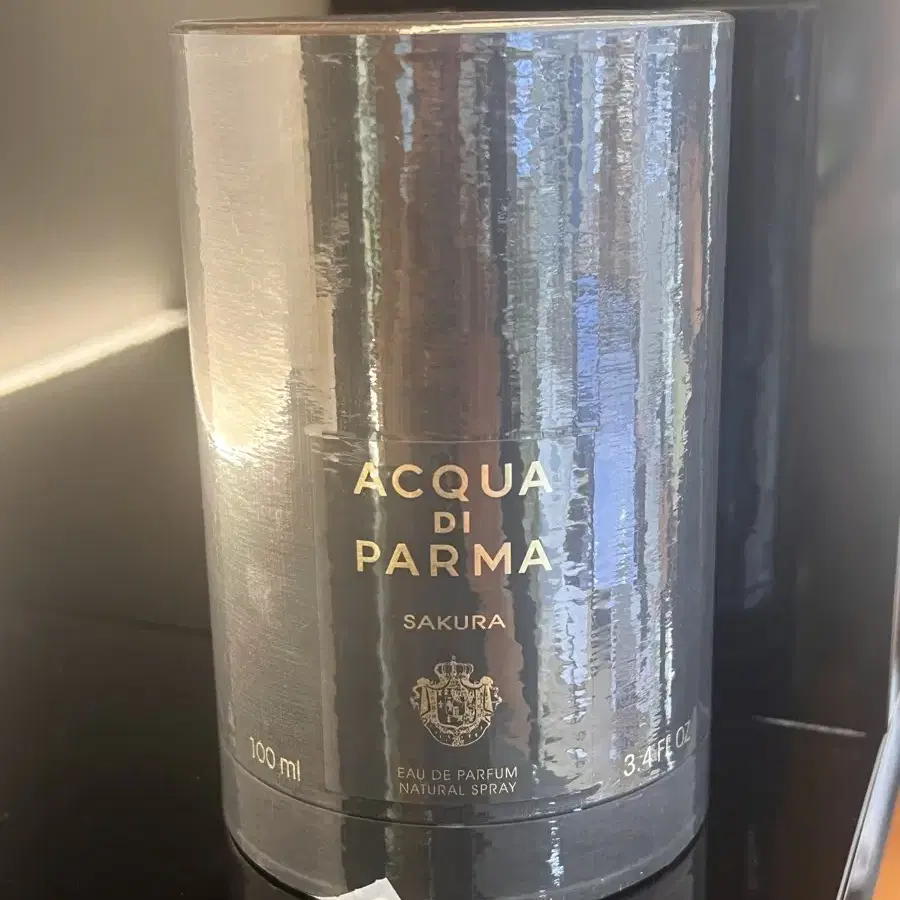 ACQUA
DI
PARMA
SAKURA
100 ml
3.4 FL OZ
EAU DE PARFUM
NATURAL SPRAY